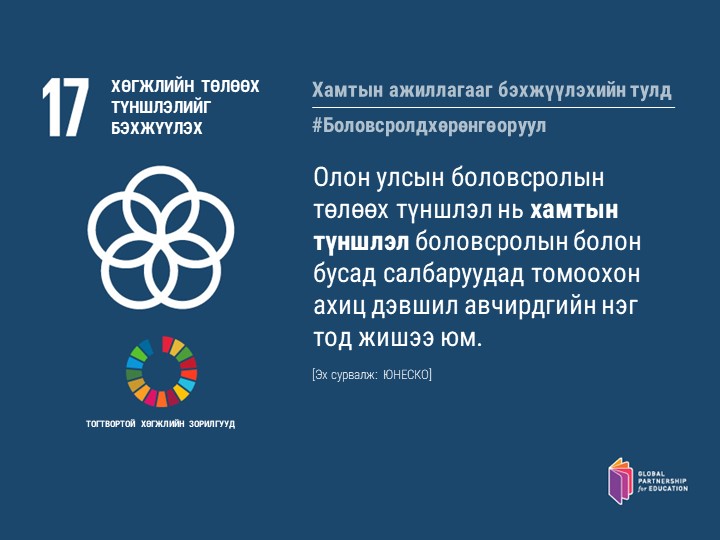 17
ХӨГЖЛИЙН ТӨЛӨӨХ
ТҮНШЛЭЛИЙГ
БЭХЖҮҮЛЭХ
ТОГТВОРТОЙ ХӨГЖЛИЙН ЗОРИЛГУУД
Хамтын ажиллагааг бэхжүүлэхийн тулд
#Боловсролдхөрөнгөоруул
Олон улсын боловсролын
төлөөх түншлэл нь хамтын
түншлэл боловсролын болон
бусад салбаруудад томоохон
ахиц дэвшил авчирдгийн нэг
тод жишээ юм.
[Эх сурвалж: ЮНЕСКО]
GLOBAL
PARTNERSHIP
for EDUCATION